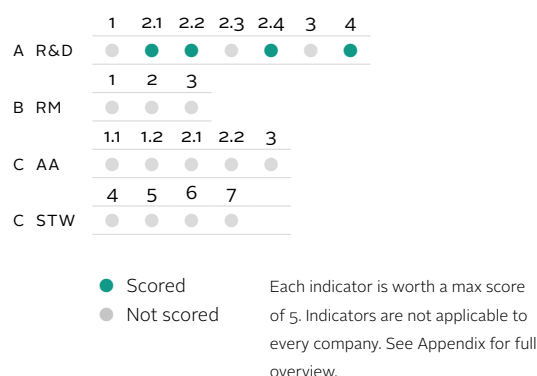 1 2.1 2.2 2.3 2.4 3 4
A R&D
1 2 3
B RM
1.1 1.2 2.1 2.2 3
C AA
4 5 6 7
C STW
Scored
Not scored
Each indicator is worth a max score
of 5. Indicators are not applicable to
every company. See Appendix for full
overview.